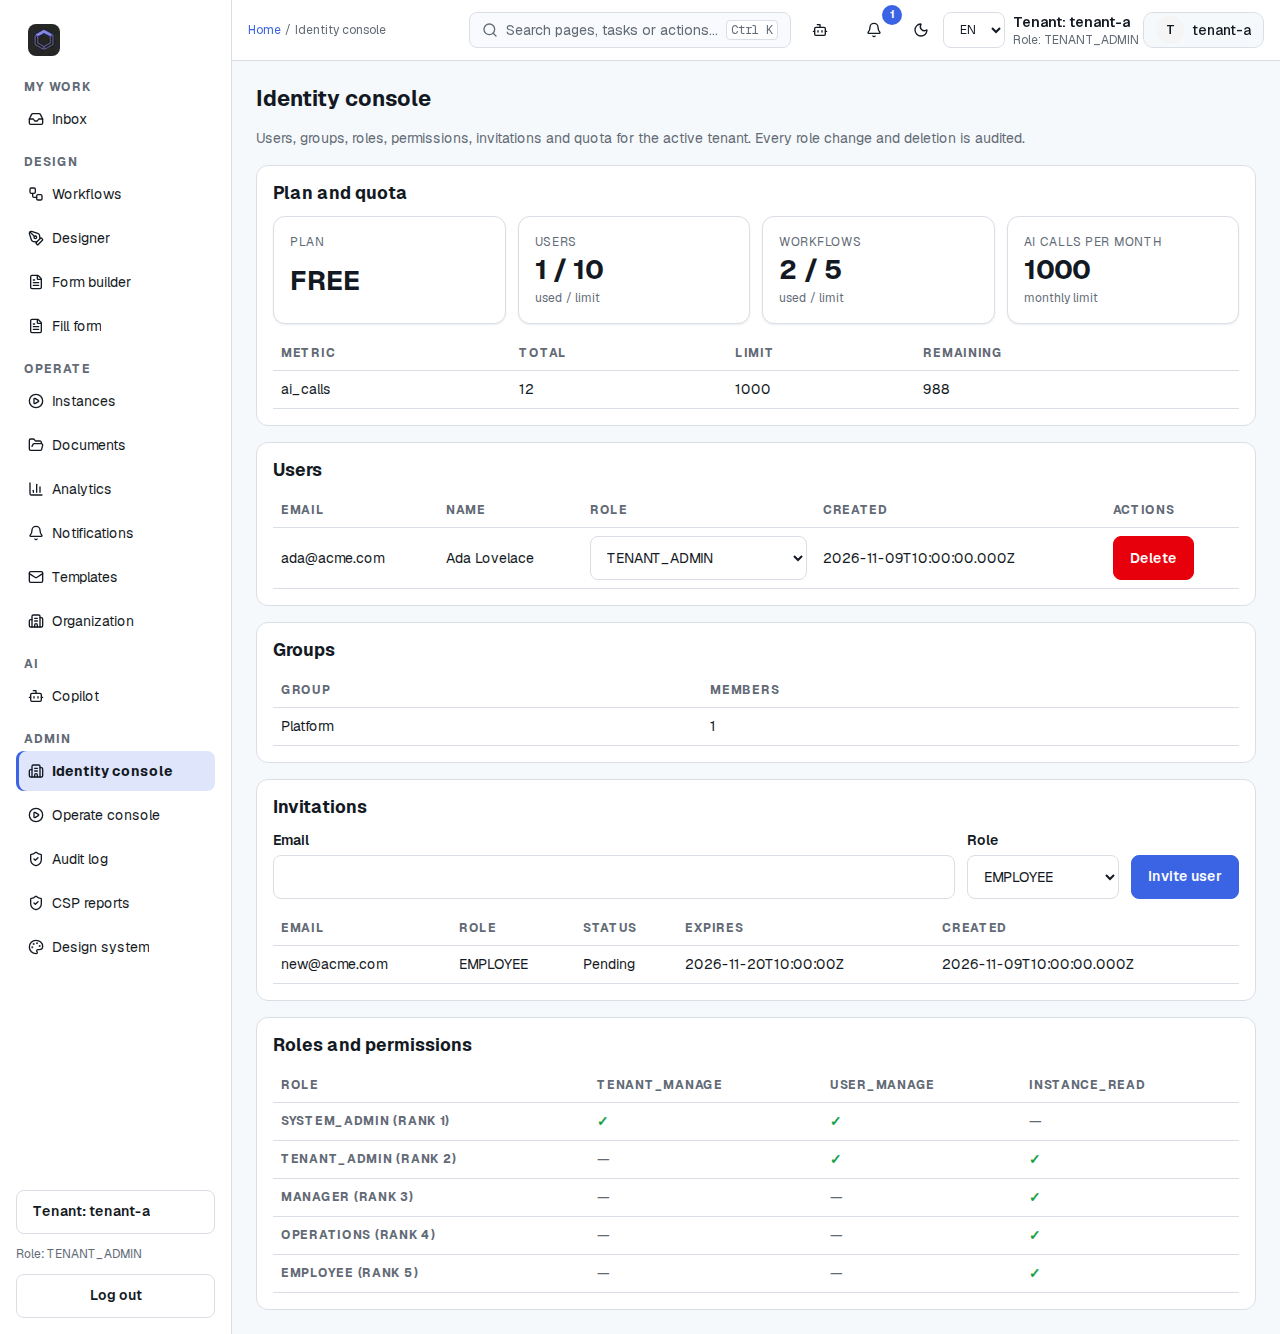 MY WORK
Inbox
DESIGN
Workflows
Designer
Form builder
Fill form
OPERATE
Instances
Documents
Analytics
Notifications
Templates
Organization
AI
Copilot
ADMIN
Identity console
Operate console
Audit log
CSP reports
Design system
Tenant: tenant-a
Role: TENANT_ADMIN
Log out
Home / Identity console
Search pages, tasks or actions... Ctrl K
1
EN
Tenant: tenant-a
Role: TENANT_ADMIN
T tenant-a
Identity console
Users, groups, roles, permissions, invitations and quota for the active tenant. Every role change and deletion is audited.
Plan and quota
PLAN
FREE
USERS
1 / 10
used / limit
WORKFLOWS
2 / 5
used / limit
AI CALLS PER MONTH
1000
monthly limit
METRIC TOTAL LIMIT REMAINING
ai_calls 12 1000 988
Users
EMAIL NAME ROLE CREATED ACTIONS
ada@acme.com Ada Lovelace TENANT_ADMIN 2026-11-09T10:00:00.000Z Delete
Groups
GROUP MEMBERS
Platform 1
Invitations
Email Role
EMPLOYEE Invite user
EMAIL ROLE STATUS EXPIRES CREATED
new@acme.com EMPLOYEE Pending 2026-11-20T10:00:00Z 2026-11-09T10:00:00.000Z
Roles and permissions
ROLE TENANT_MANAGE USER_MANAGE INSTANCE_READ
SYSTEM_ADMIN (RANK 1) ✓ ✓ —
TENANT_ADMIN (RANK 2) — ✓ ✓
MANAGER (RANK 3) — — ✓
OPERATIONS (RANK 4) — — ✓
EMPLOYEE (RANK 5) — — ✓